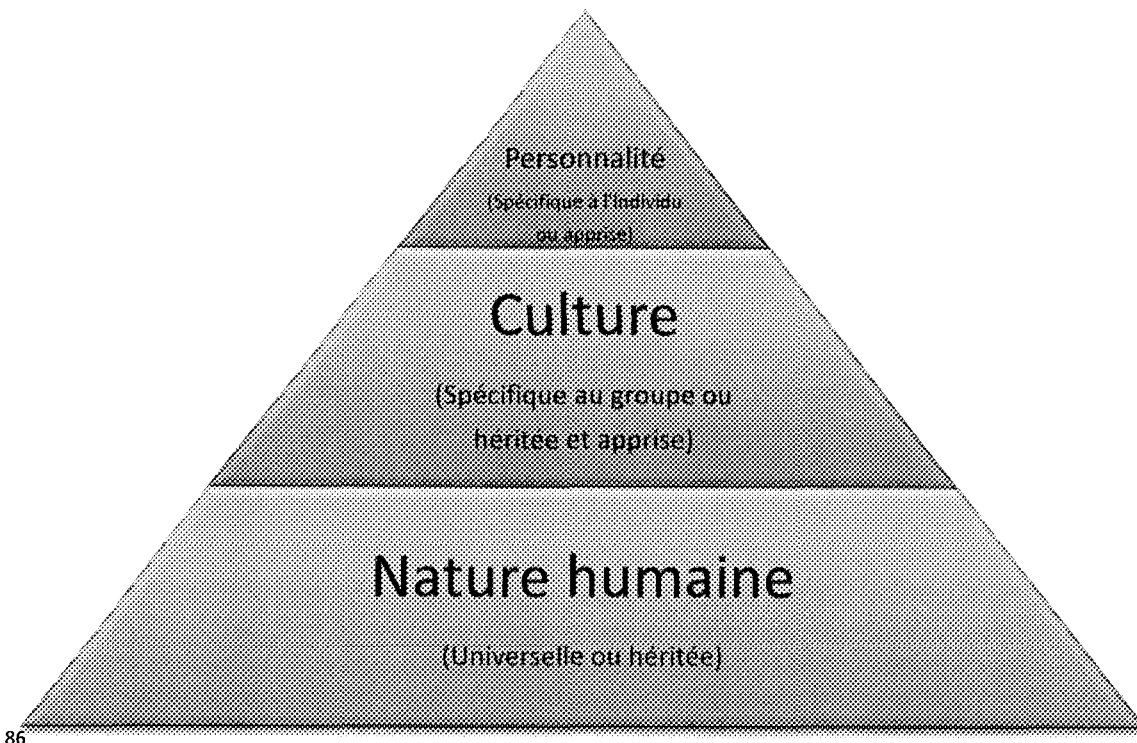 Personnalité
(Spécifique à l'individu
ou apprise)
Culture
(Spécifique au groupe ou
héritée et apprise)
Nature humaine
(Universelle ou héritée)
86